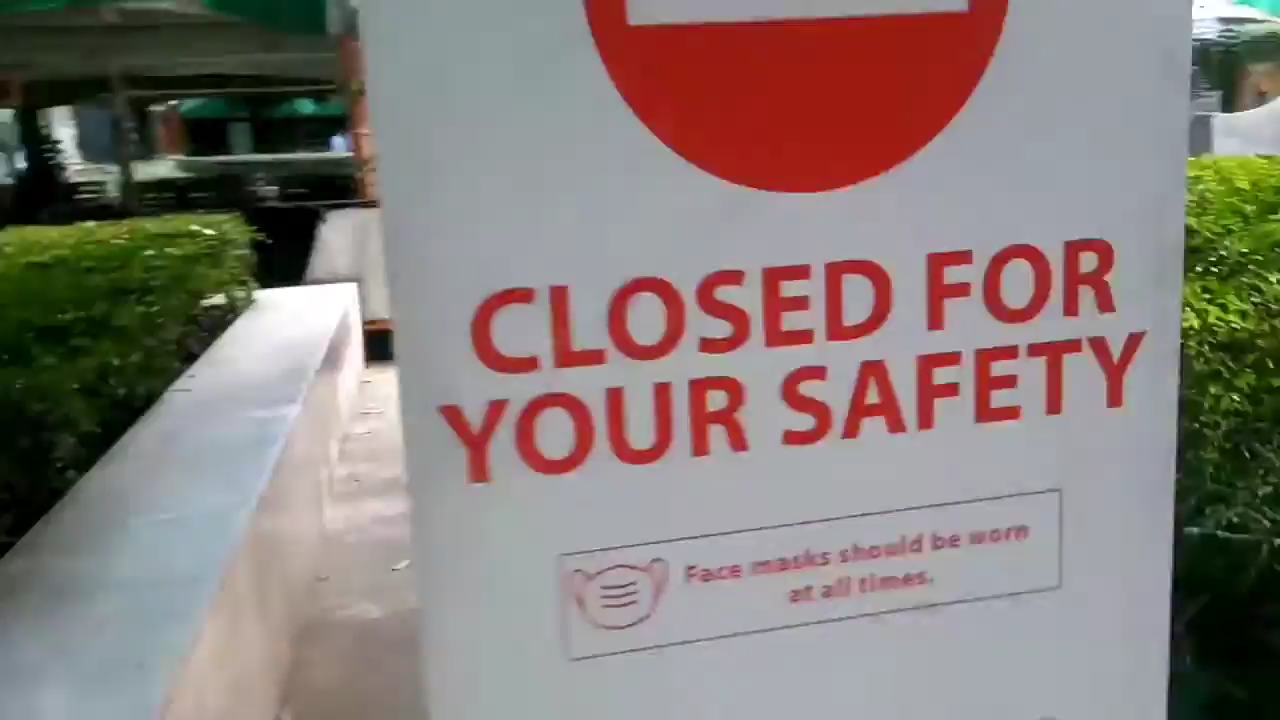 CLOSED FOR
YOUR SAFETY
Face masks should be worn
at all times.